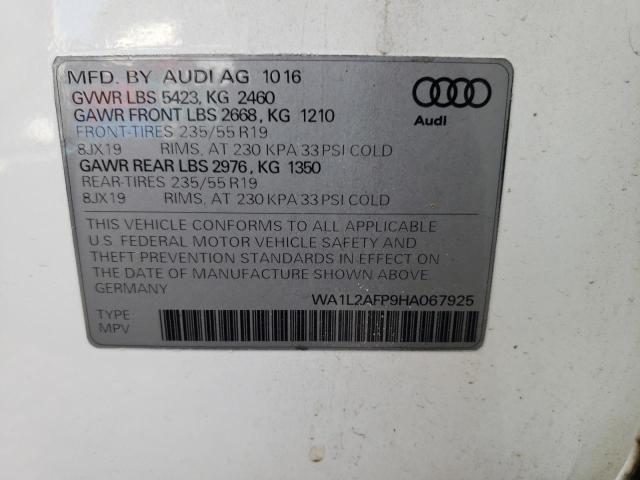 MFD. BY AUDI AG 10 16
GVWR LBS 5423, KG 2460
GAWR FRONT LBS 2668, KG 1210
FRONT-TIRES 235/55 R19
8JX19 RIMS, AT 230 KPA 33 PSI COLD
GAWR REAR LBS 2976, KG 1350
REAR-TIRES 235/55 R19
8JX19 RIMS, AT 230 KPA 33 PSI COLD
Audi
THIS VEHICLE CONFORMS TO ALL APPLICABLE
U.S. FEDERAL MOTOR VEHICLE SAFETY AND
THEFT PREVENTION STANDARDS IN EFFECT ON
THE DATE OF MANUFACTURE SHOWN ABOVE.
GERMANY
WA1L2AFP9HA067925
TYPE
MPV